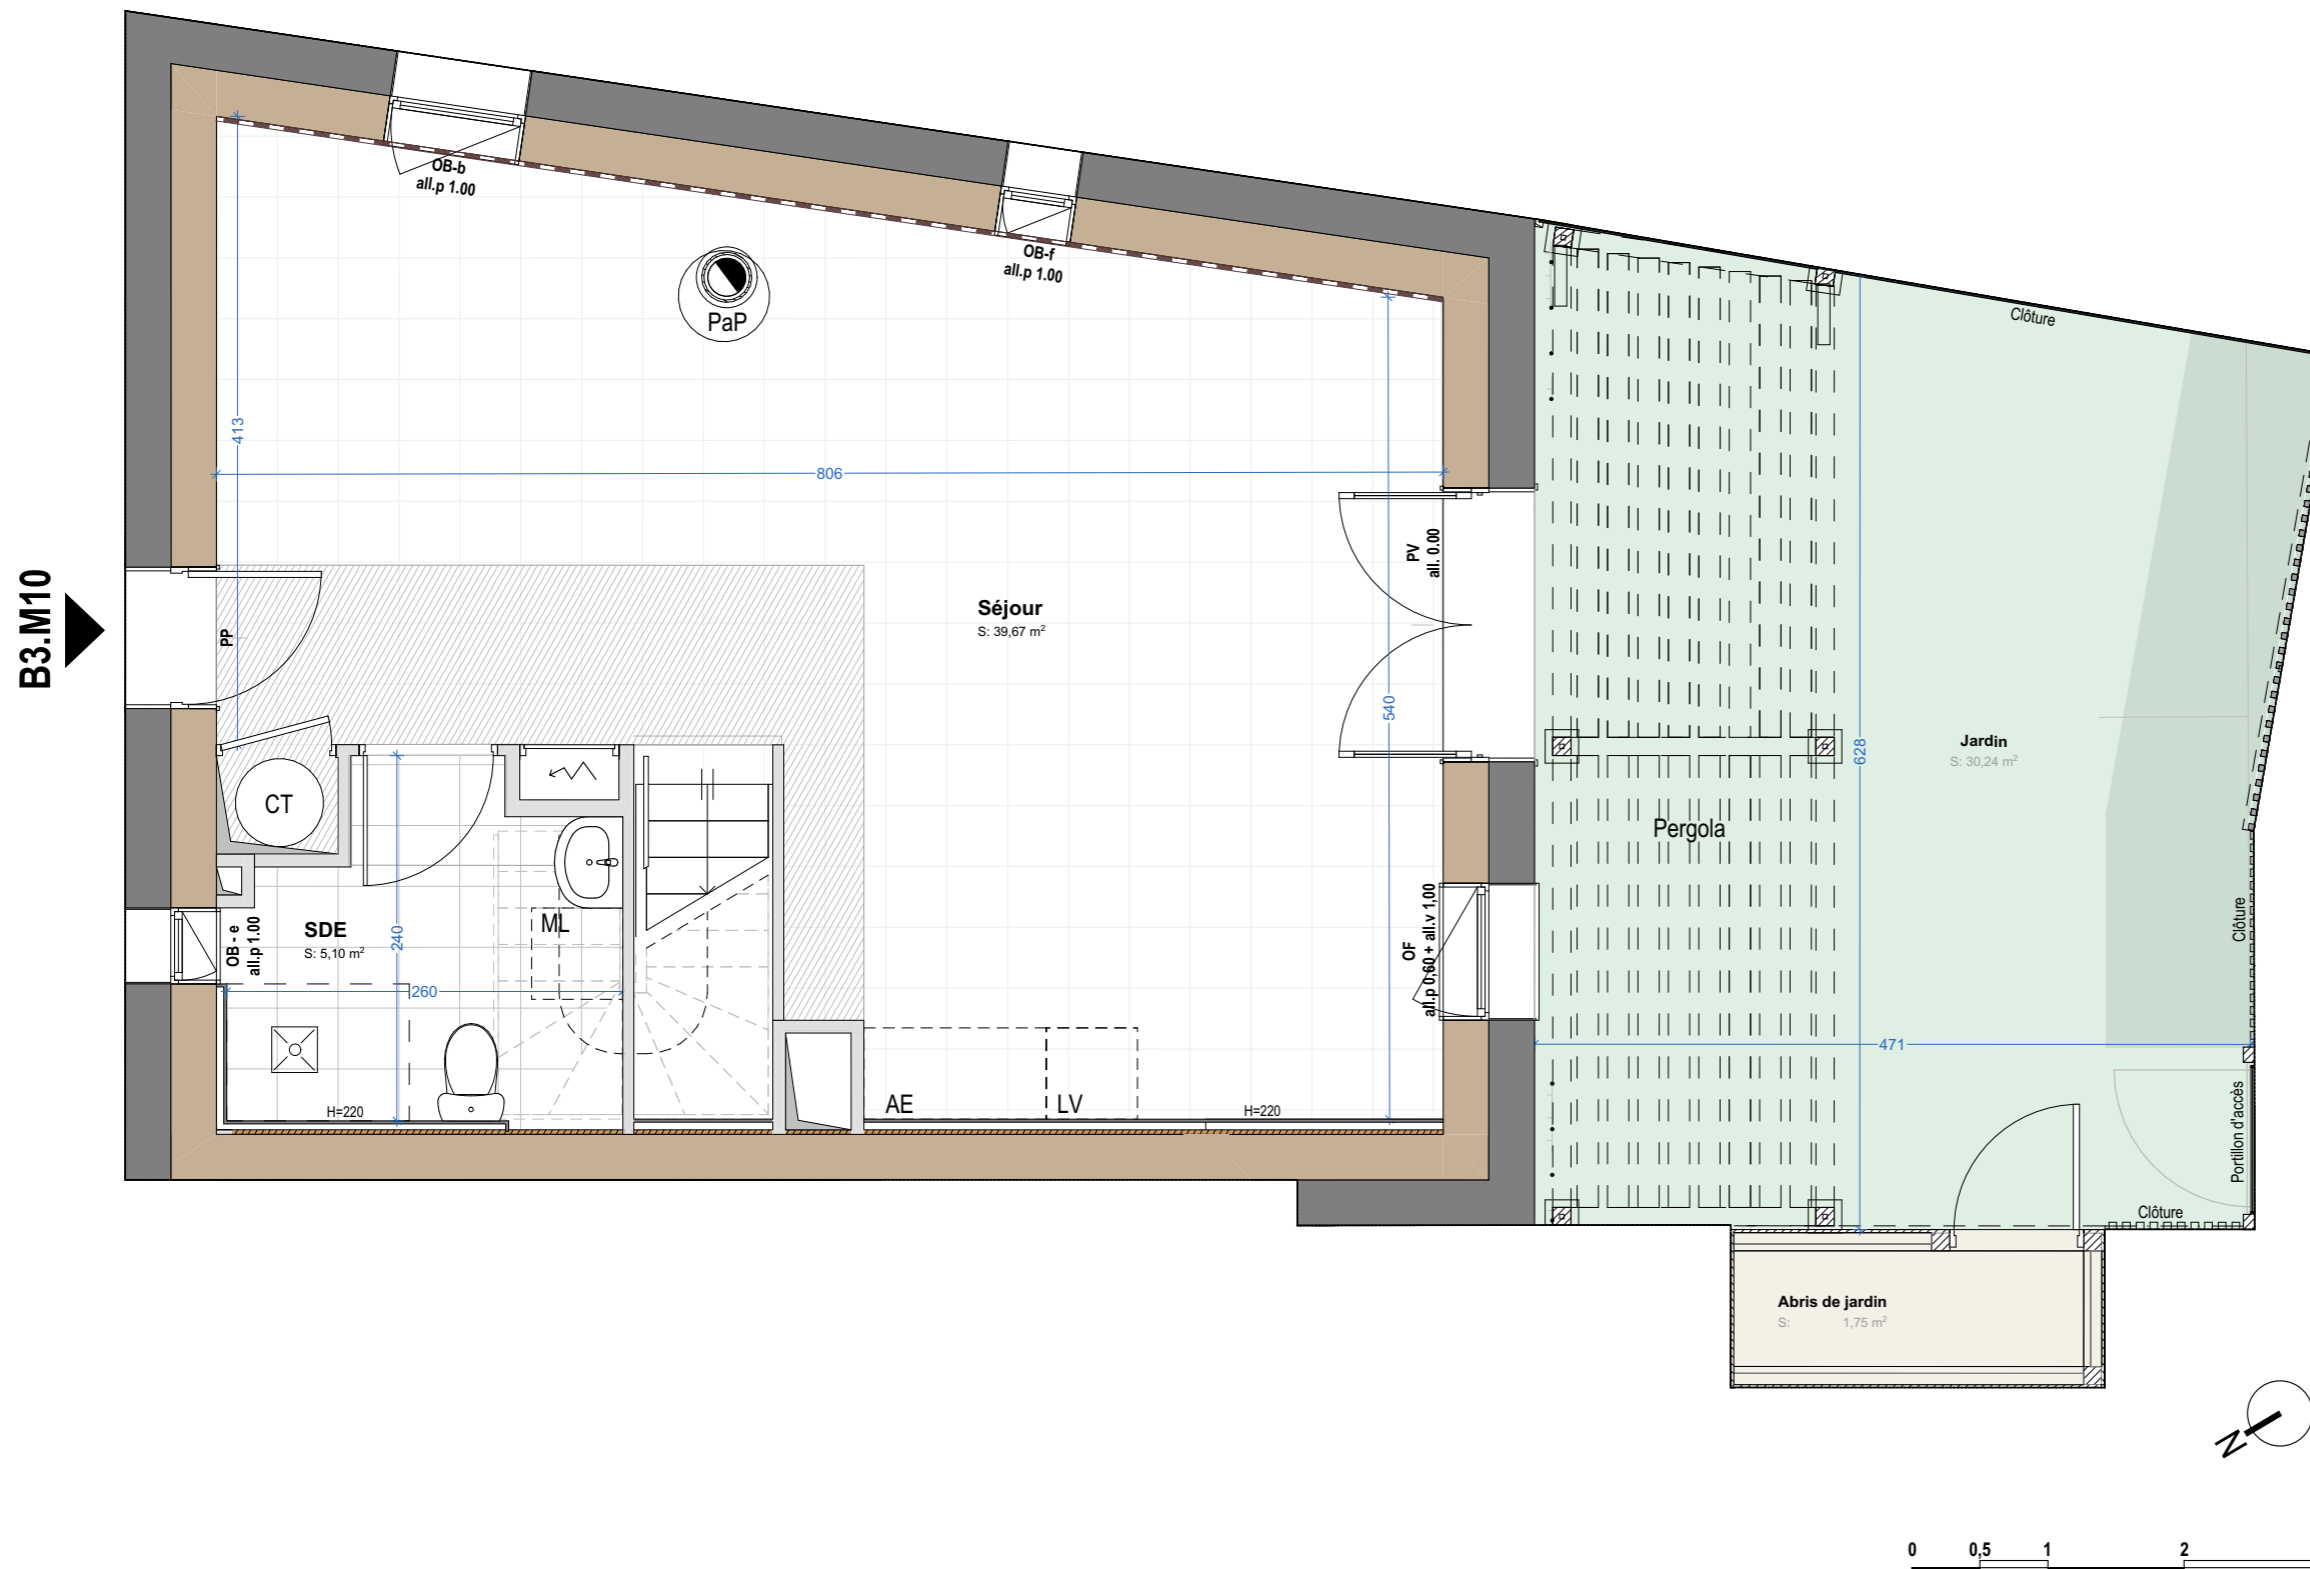 OB-b
all.p 1.00
OB-f
all.p 1.00
PaP
Clôture
413
806
B3.M10
PP
Séjour
S: 39,67 m²
PV
all. 0.00
540
628
Jardin
S: 30,24 m²
CT
Pergola
ML
SDE
S: 5,10 m²
OB - e
all.p 1.00
240
260
OF
all.p 0,60 + all.v 1,00
Clôture
471
AE
LV
H=220
H=220
Portillon d'accès
Clôture
Abris de jardin
S: 1,75 m²
N
0 0,5 1 2